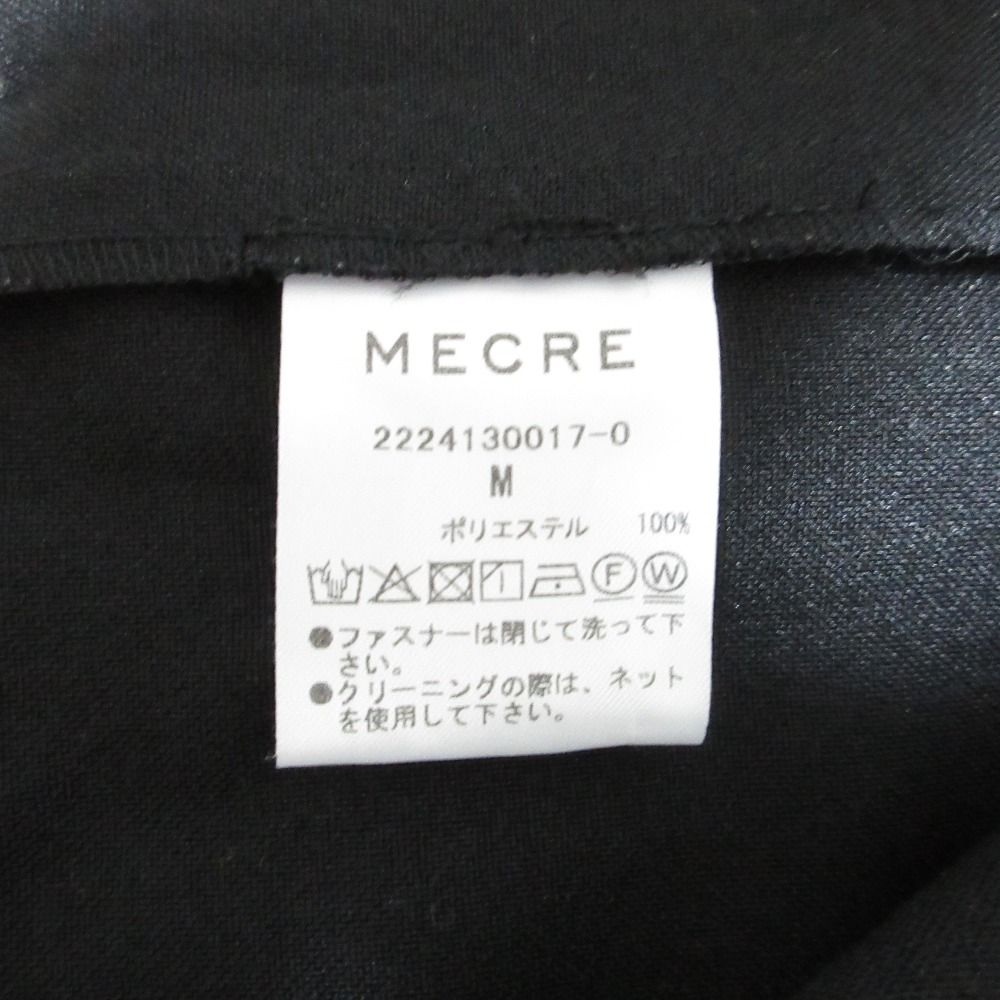 MECRE
2224130017-0
M
ポリエステル 100%
F W
●ファスナーは閉じて洗って下
さい。
●クリーニングの際は、ネット
を使用して下さい。